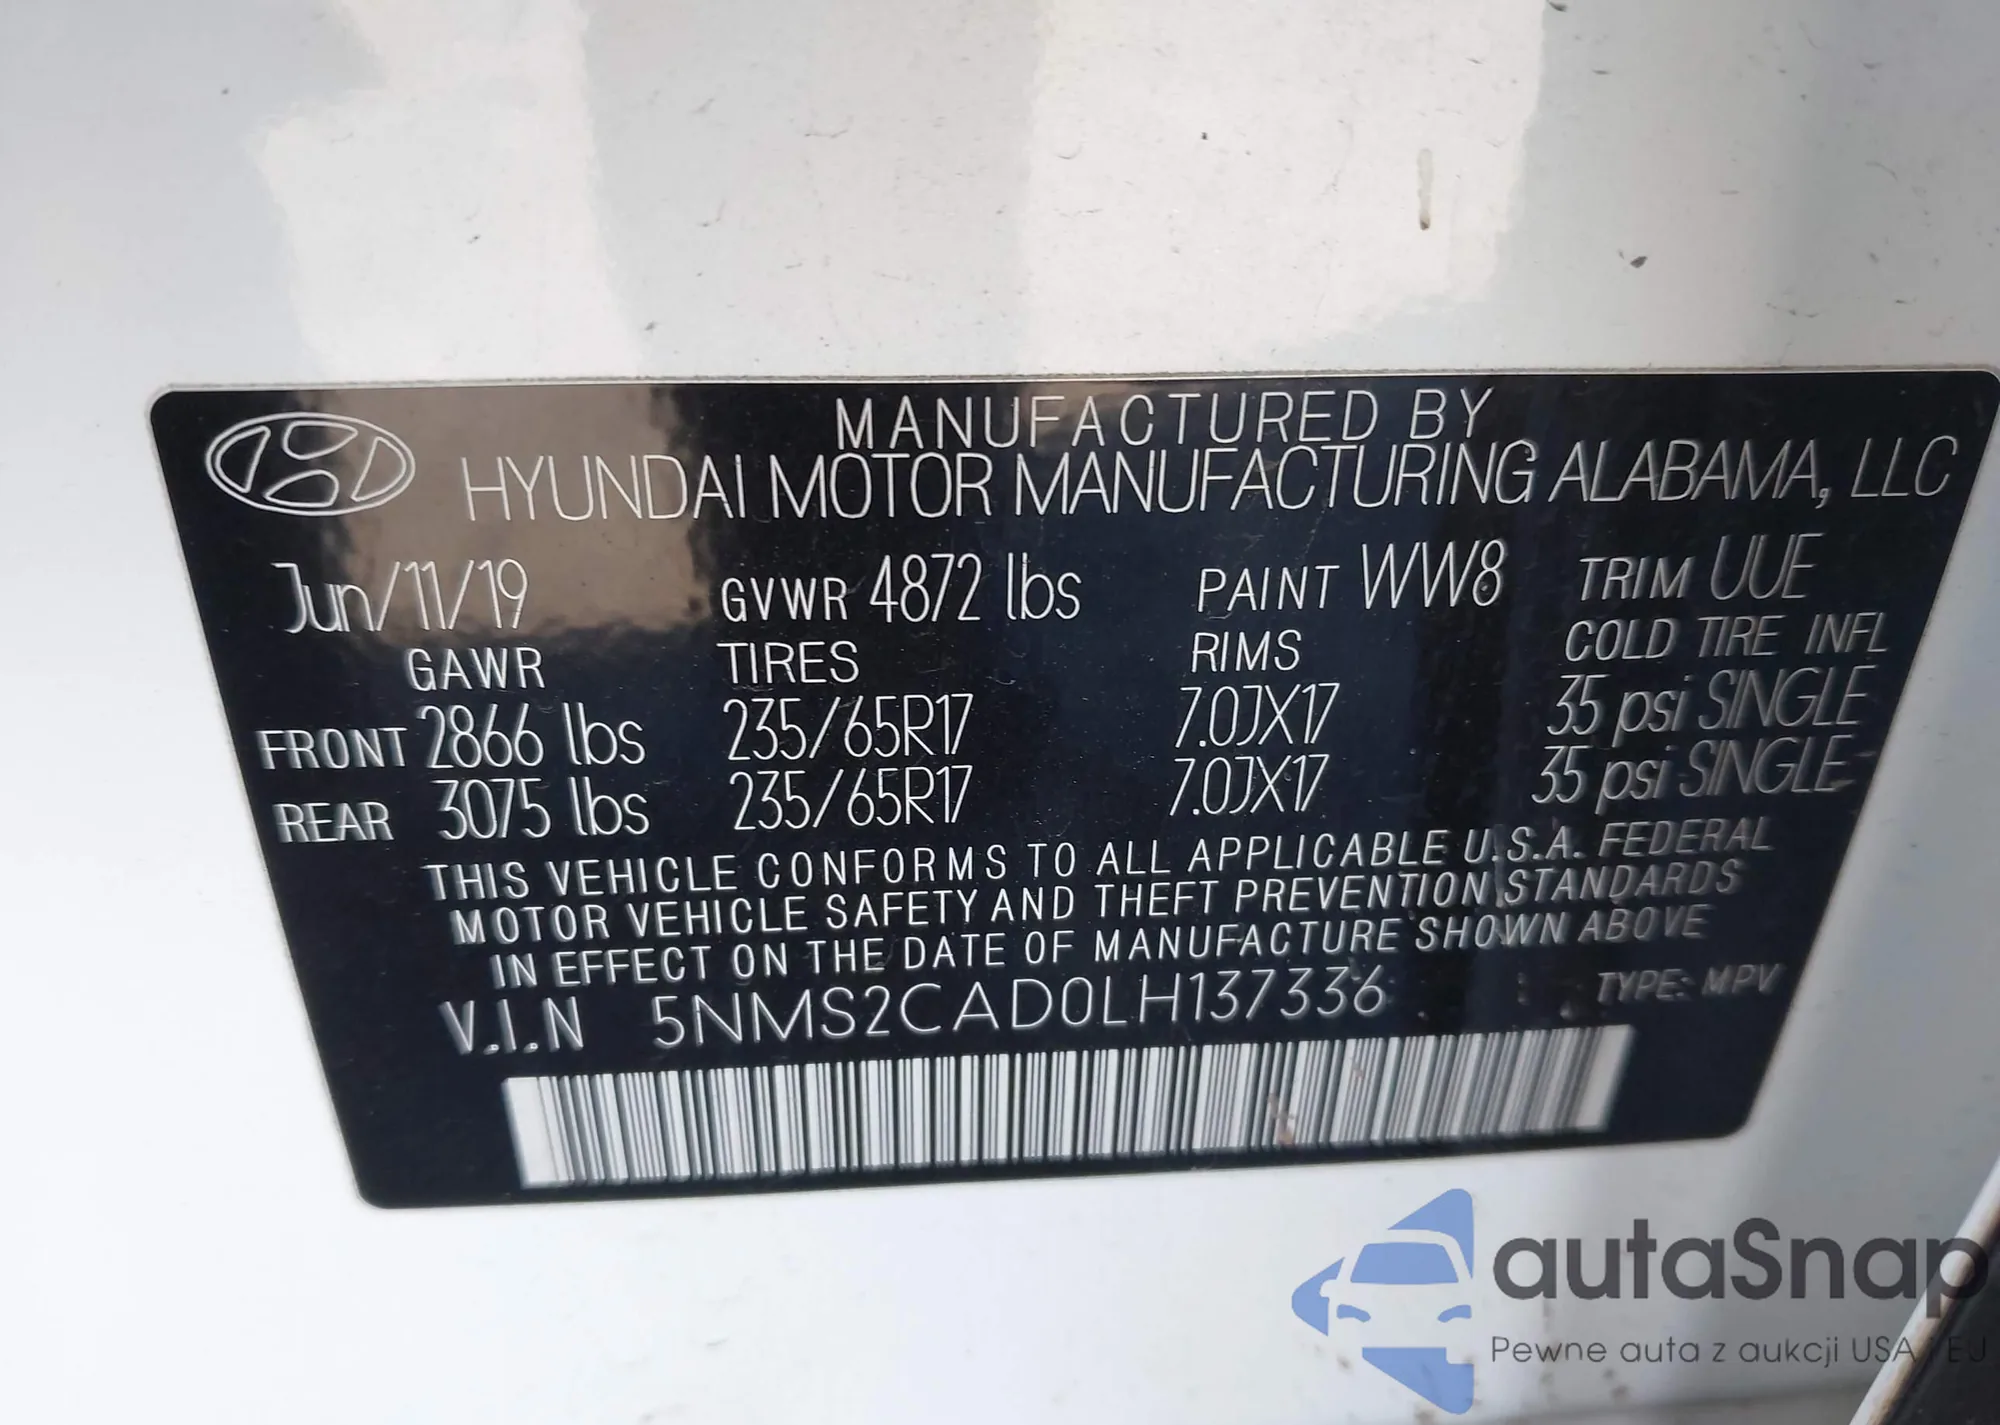 MANUFACTURED BY
HYUNDAI MOTOR MANUFACTURING ALABAMA, LLC
Jun/11/19 GVWR 4872 lbs PAINT WW8 TRIM UUE
GAWR TIRES RIMS COLD TIRE INFL
FRONT 2866 lbs 235/65R17 7.0JX17 35 psi SINGLE
REAR 3075 lbs 235/65R17 7.0JX17 35 psi SINGLE
THIS VEHICLE CONFORMS TO ALL APPLICABLE U.S.A. FEDERAL
MOTOR VEHICLE SAFETY AND THEFT PREVENTION STANDARDS
IN EFFECT ON THE DATE OF MANUFACTURE SHOWN ABOVE
V.I.N 5NMS2CAD0LH137336 TYPE: MPV
autaSnap
Pewne auta z aukcji USA i EU